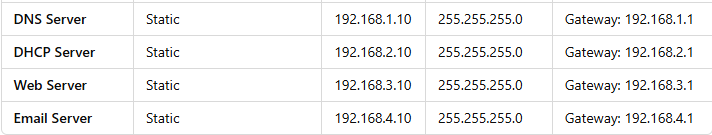 DNS Server Static 192.168.1.10 255.255.255.0 Gateway: 192.168.1.1
DHCP Server Static 192.168.2.10 255.255.255.0 Gateway: 192.168.2.1
Web Server Static 192.168.3.10 255.255.255.0 Gateway: 192.168.3.1
Email Server Static 192.168.4.10 255.255.255.0 Gateway: 192.168.4.1